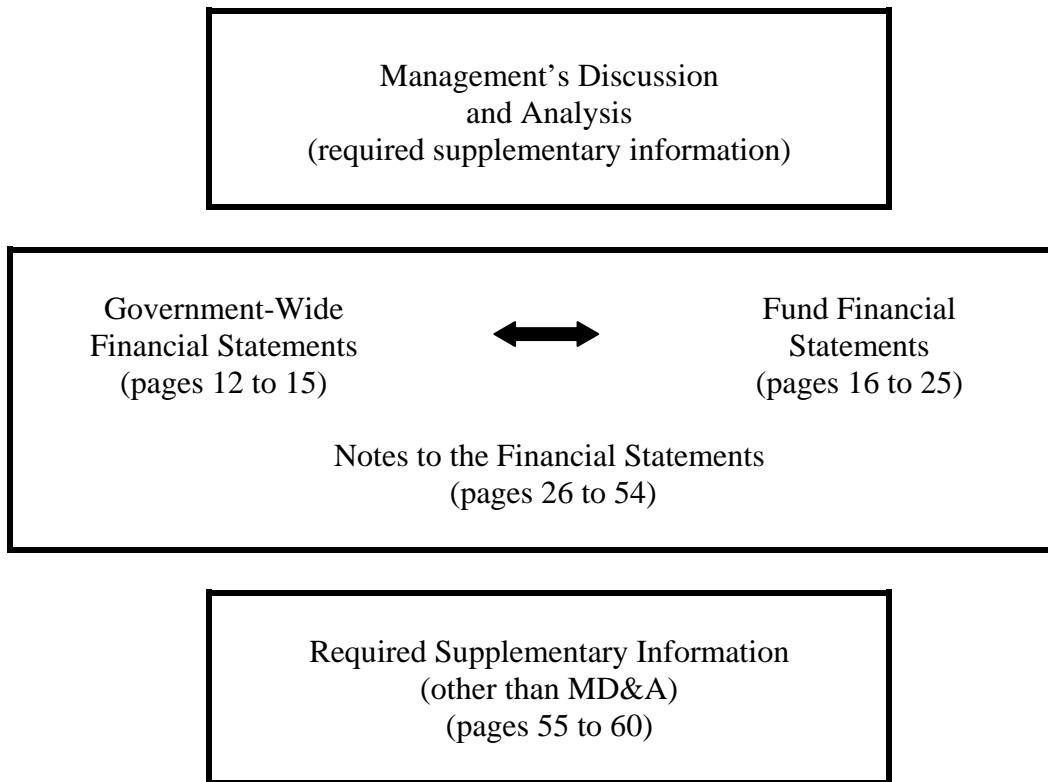 Management’s Discussion
and Analysis
(required supplementary information)
Government-Wide
Financial Statements
(pages 12 to 15)
Fund Financial
Statements
(pages 16 to 25)
Notes to the Financial Statements
(pages 26 to 54)
Required Supplementary Information
(other than MD&A)
(pages 55 to 60)